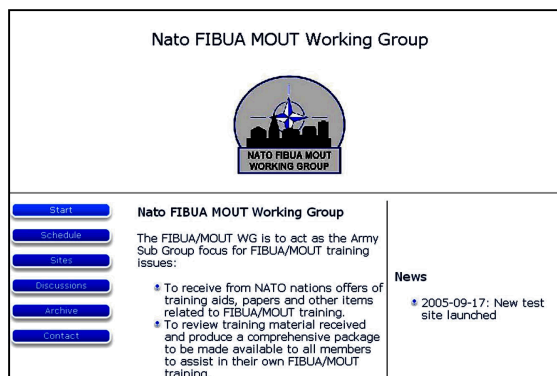 Nato FIBUA MOUT Working Group
NATO FIBUA MOUT
WORKING GROUP
Start
Schedule
Sites
Discussions
Archive
Contact
Nato FIBUA MOUT Working Group
The FIBUA/MOUT WG is to act as the Army
Sub Group focus for FIBUA/MOUT training
issues:
To receive from NATO nations offers of
training aids, papers and other items
related to FIBUA/MOUT training.
To review training material received
and produce a comprehensive package
to be made available to all members
to assist in their own FIBUA/MOUT
training
News
2005-09-17: New test
site launched